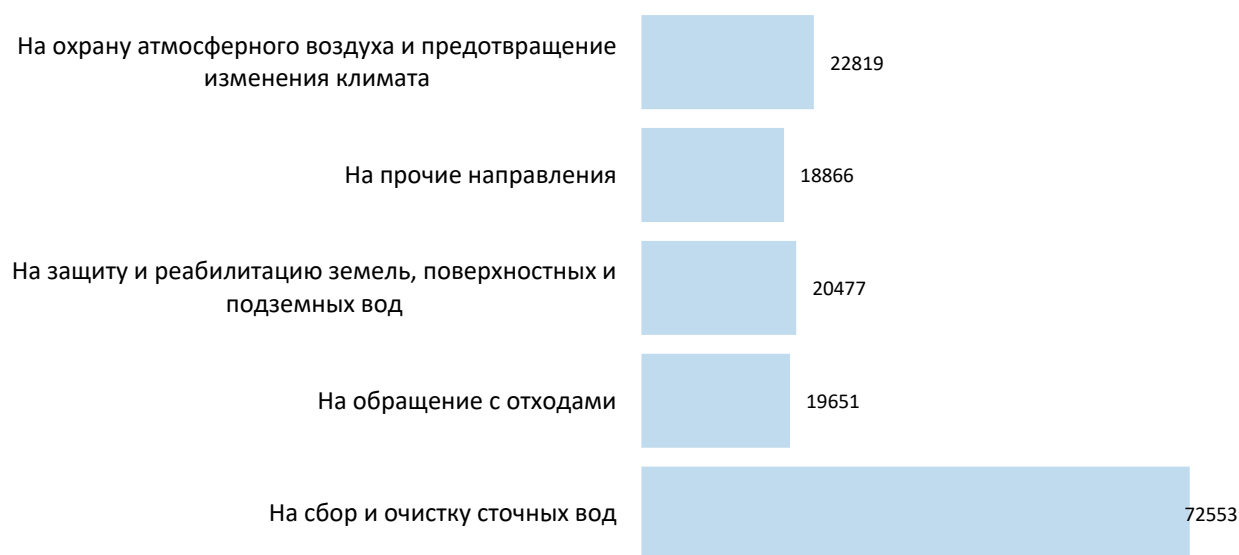 На охрану атмосферного воздуха и предотвращение
изменения климата
22819
На прочие направления
18866
На защиту и реабилитацию земель, поверхностных и
подземных вод
20477
На обращение с отходами
19651
На сбор и очистку сточных вод
72553